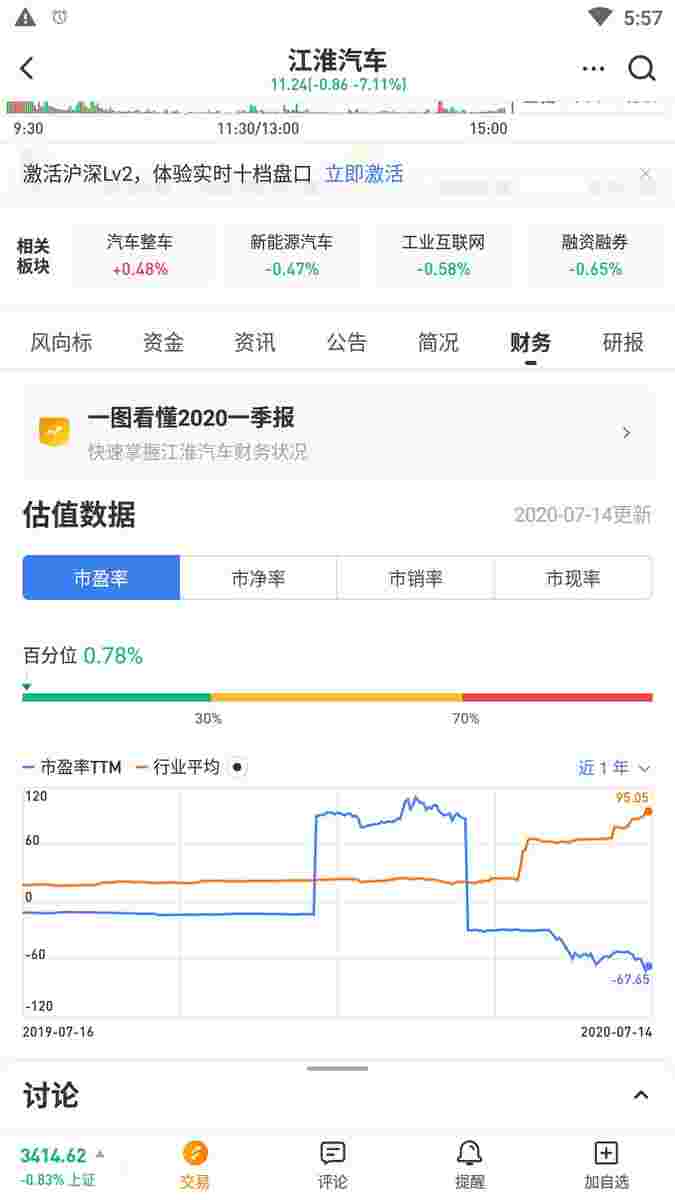 5:57
江淮汽车
11.24(-0.86 -7.11%)
9:30 11:30/13:00 15:00
激活沪深Lv2，体验实时十档盘口 立即激活
相关板块
汽车整车 新能源汽车 工业互联网 融资融券
+0.48% -0.47% -0.58% -0.65%
风向标 资金 资讯 公告 简况 财务 研报
一图看懂2020一季报
快速掌握江淮汽车财务状况
估值数据 2020-07-14更新
市盈率 市净率 市销率 市现率
百分位 0.78%
30% 70%
市盈率TTM 行业平均 近1年
120
95.05
60
0
-60
-67.65
-120
2019-07-16 2020-07-14
讨论
3414.62
-0.83% 上证
交易 评论 提醒 加自选